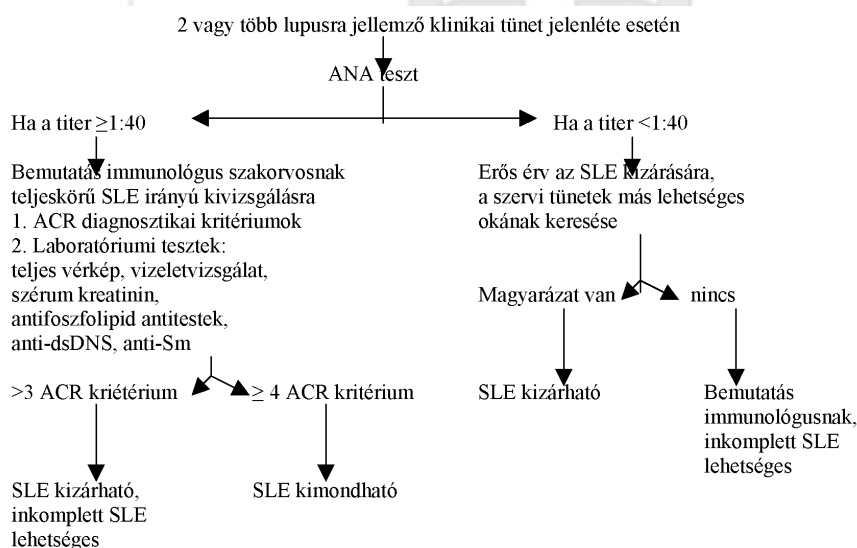 2 vagy több lupusra jellemző klinikai tünet jelenléte esetén
ANA teszt
Ha a titer ≥1:40
Ha a titer <1:40
Bemutatás immunológus szakorvosnak
teljeskörű SLE irányú kivizsgálásra
1. ACR diagnosztikai kritériumok
2. Laboratóriumi tesztek:
teljes vérkép, vizeletvizsgálat,
szérum kreatinin,
antifoszfolipid antitestek,
anti-dsDNS, anti-Sm
Erős érv az SLE kizárására,
a szervi tünetek más lehetséges
okának keresése
Magyarázat van
nincs
>3 ACR kriétérium
≥ 4 ACR kritérium
SLE kizárható
Bemutatás
immunológusnak,
inkomplett SLE
lehetséges
SLE kizárható,
inkomplett SLE
lehetséges
SLE kimondható